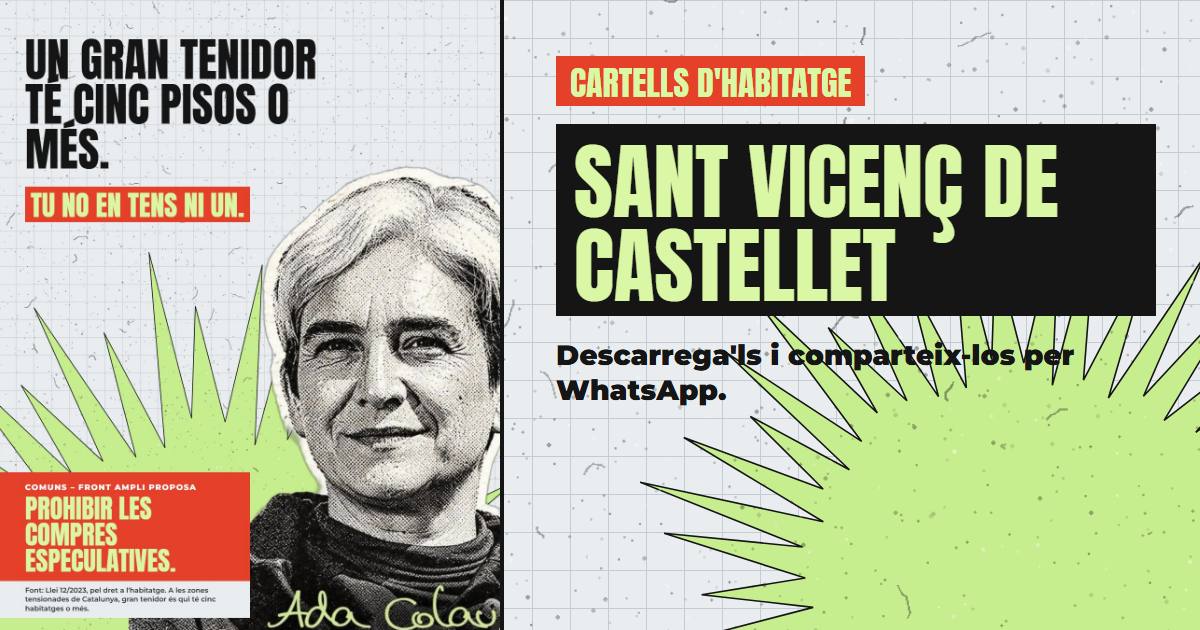 UN GRAN TENIDOR
TÉ CINC PISOS O
MÉS.
TU NO EN TENS NI UN.
COMUNS – FRONT AMPLI PROPOSA
PROHIBIR LES
COMPRES
ESPECULATIVES.
Font: Llei 12/2023, pel dret a l'habitatge. A les zones
tensionades de Catalunya, gran tenidor és qui té cinc
habitatges o més.
Ada Colau
CARTELLS D'HABITATGE
SANT VICENÇ DE
CASTELLET
Descarrega'ls i comparteix-los per
WhatsApp.